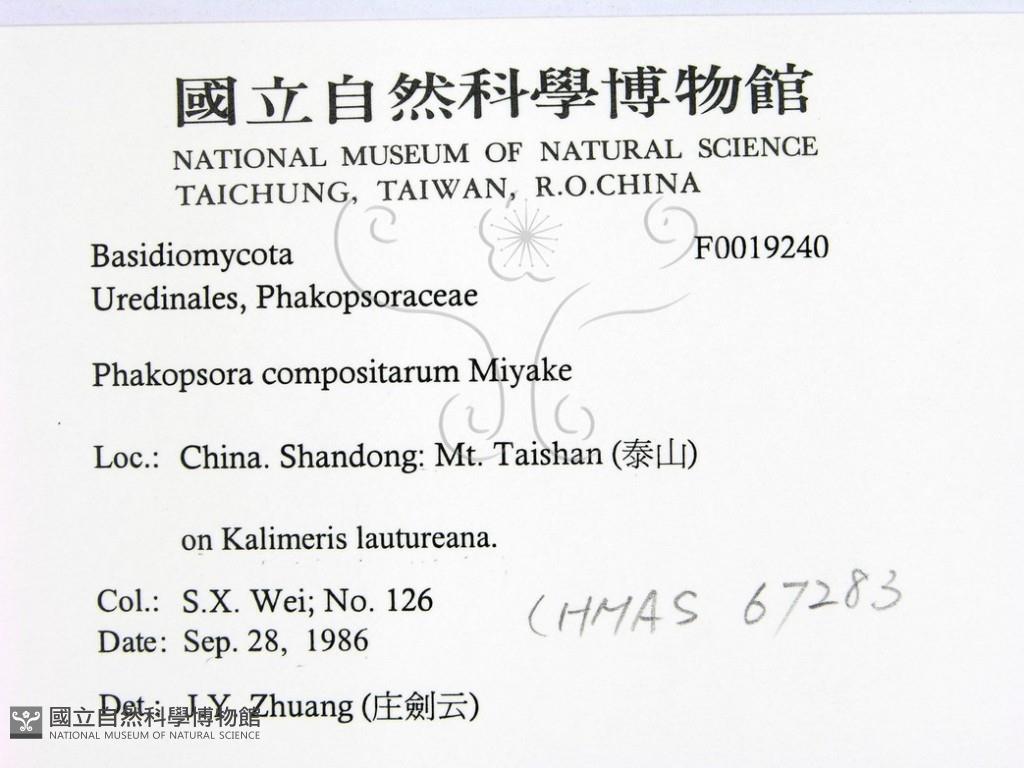 國立自然科學博物館
NATIONAL MUSEUM OF NATURAL SCIENCE
TAICHUNG, TAIWAN, R.O.CHINA
Basidiomycota F0019240
Uredinales, Phakopsoraceae
Phakopsora compositarum Miyake
Loc.: China. Shandong: Mt. Taishan (泰山)
on Kalimeris lautureana.
Col.: S.X. Wei; No. 126
(HMAS 67283
Date: Sep. 28, 1986
Det.: J.Y. Zhuang (庄劍云)
國立自然科學博物館
NATIONAL MUSEUM OF NATURAL SCIENCE